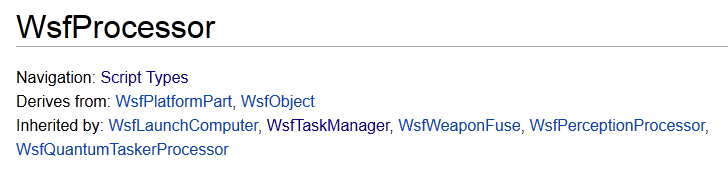 WsfProcessor
Navigation: Script Types
Derives from: WsfPlatformPart, WsfObject
Inherited by: WsfLaunchComputer, WsfTaskManager, WsfWeaponFuse, WsfPerceptionProcessor,
WsfQuantumTaskerProcessor